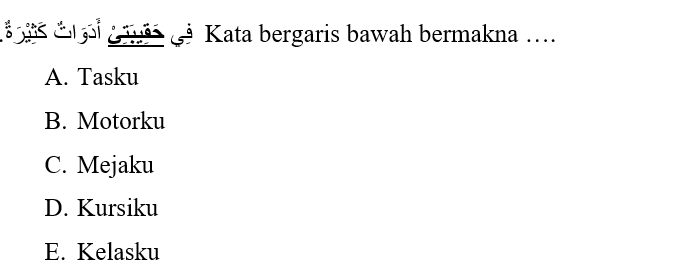 فِي حَقِيبَتِيْ أَدَوَاتٌ كَثِيْرَةٌ. Kata bergaris bawah bermakna ….
A. Tasku
B. Motorku
C. Mejaku
D. Kursiku
E. Kelasku